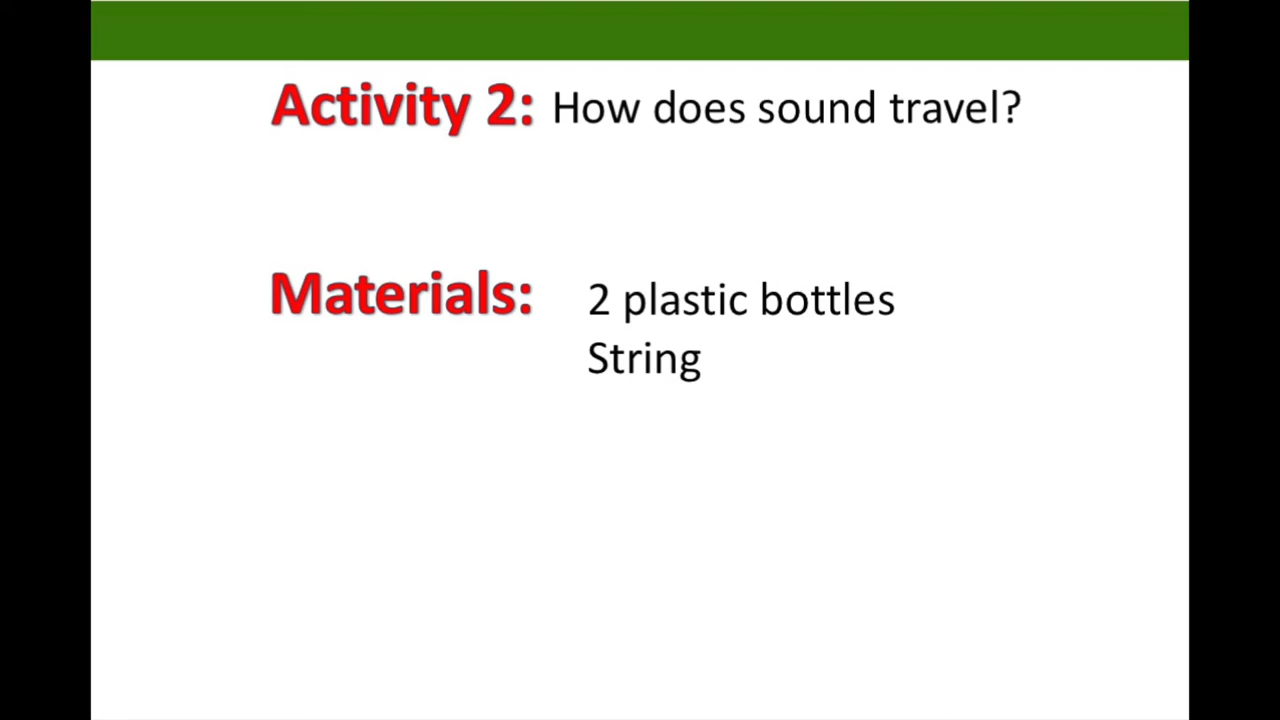 Activity 2: How does sound travel?
Materials: 2 plastic bottles
String